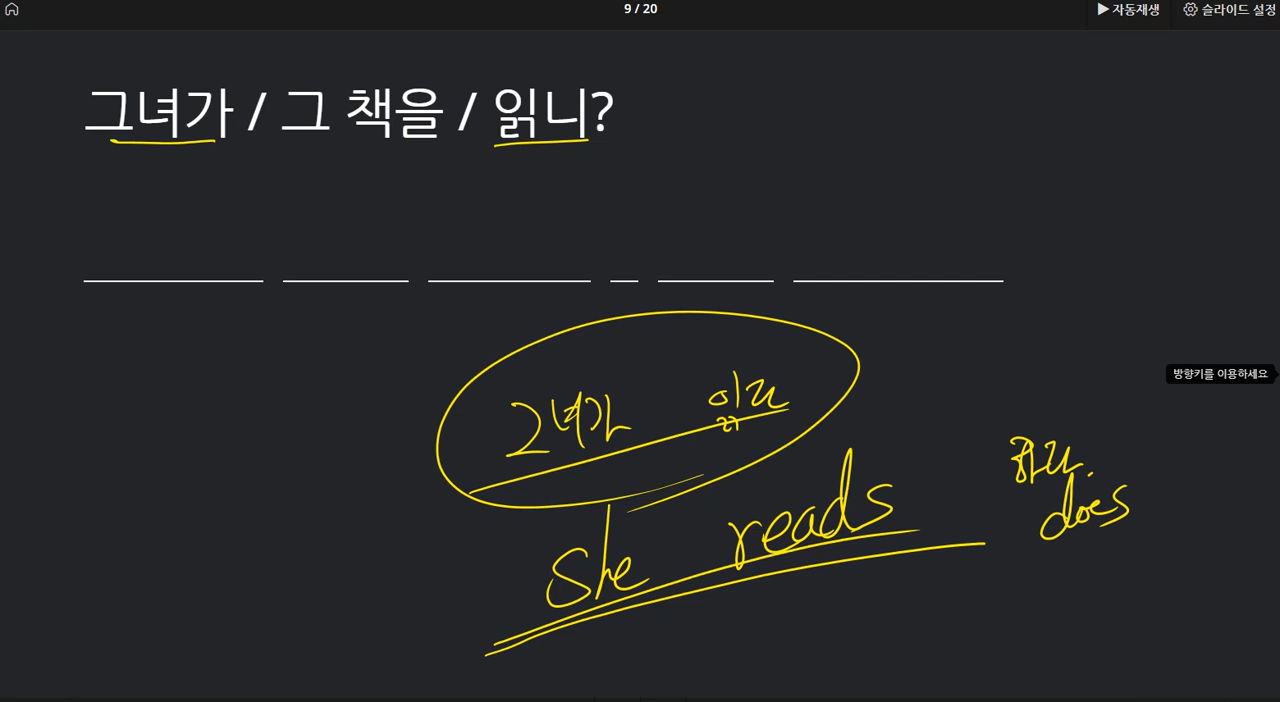 9 / 20
▶ 자동재생
슬라이드 설정
그녀가 / 그 책을 / 읽니?
방향키를 이용하세요
그녀가 읽고
she reads
does